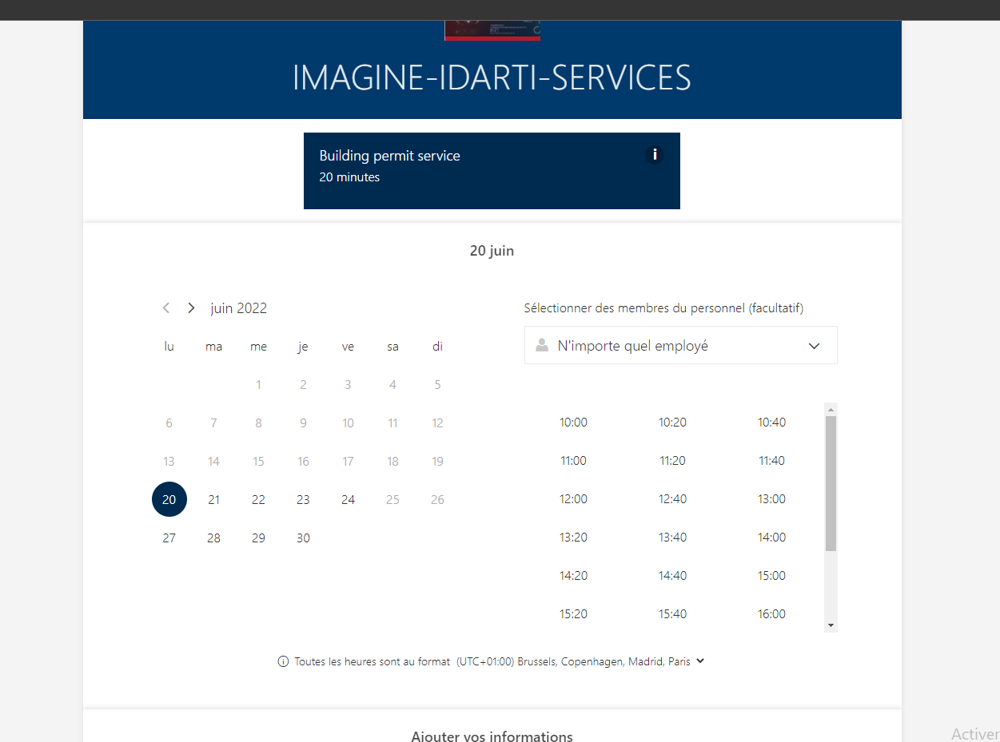 IMAGINE-IDARTI-SERVICES
Building permit service
i
20 minutes
20 juin
juin 2022
lu ma me je ve sa di
1 2 3 4 5
6 7 8 9 10 11 12
13 14 15 16 17 18 19
20 21 22 23 24 25 26
27 28 29 30
Sélectionner des membres du personnel (facultatif)
N'importe quel employé
10:00 10:20 10:40
11:00 11:20 11:40
12:00 12:40 13:00
13:20 13:40 14:00
14:20 14:40 15:00
15:20 15:40 16:00
Toutes les heures sont au format (UTC+01:00) Brussels, Copenhagen, Madrid, Paris
Ajouter vos informations
Activer